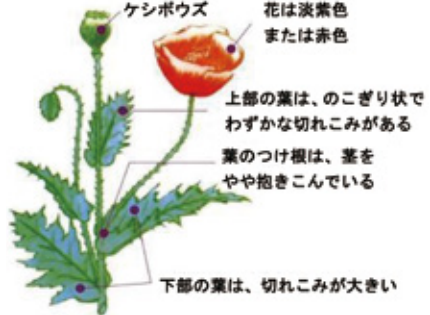 ケシボウズ
花は淡紫色
または赤色
上部の葉は、のこぎり状で
わずかな切れこみがある
葉のつけ根は、茎を
やや抱きこんでいる
下部の葉は、切れこみが大きい